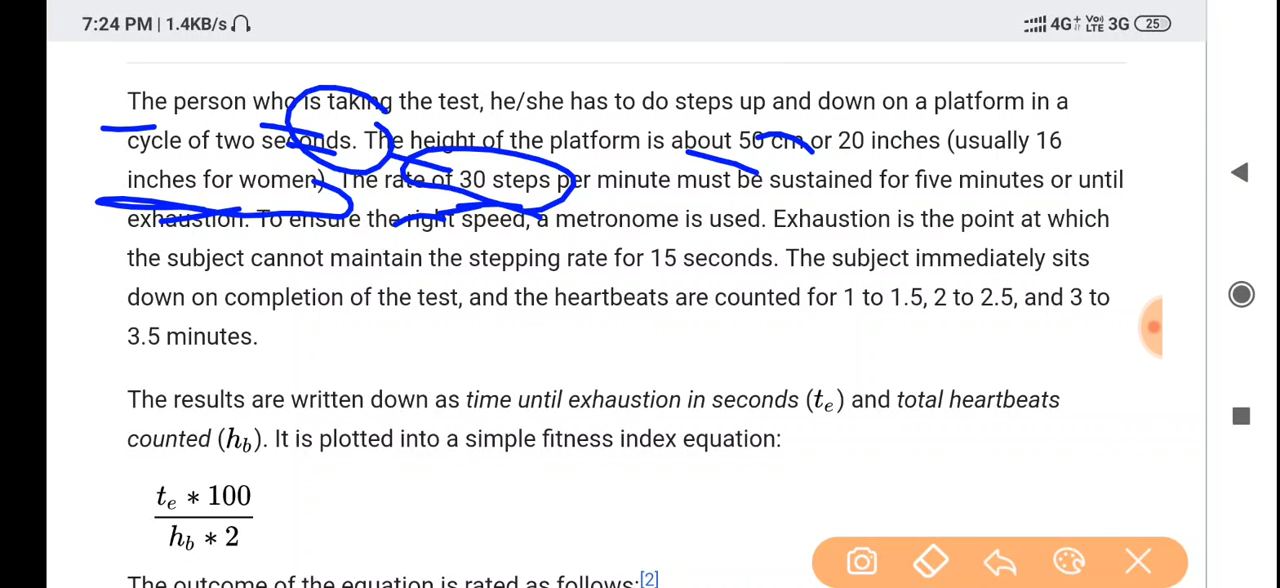 7:24 PM | 1.4KB/s
4G+ VoLTE 3G 25
The person who is taking the test, he/she has to do steps up and down on a platform in a
cycle of two seconds. The height of the platform is about 50 cm or 20 inches (usually 16
inches for women). The rate of 30 steps per minute must be sustained for five minutes or until
exhaustion. To ensure the right speed, a metronome is used. Exhaustion is the point at which
the subject cannot maintain the stepping rate for 15 seconds. The subject immediately sits
down on completion of the test, and the heartbeats are counted for 1 to 1.5, 2 to 2.5, and 3 to
3.5 minutes.
The results are written down as time until exhaustion in seconds (tₑ) and total heartbeats
counted (h_b). It is plotted into a simple fitness index equation:
tₑ * 100
h_b * 2
The outcome of the equation is rated as follows:[2]